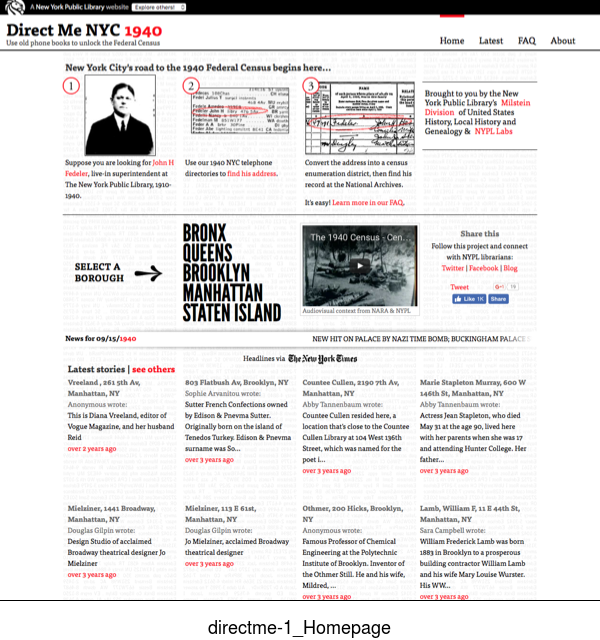 A New York Public Library website Explore others!
Direct Me NYC 1940
Use old phone books to unlock the Federal Census
Home Latest FAQ About
New York City's road to the 1940 Federal Census begins here...
1
2
3
Suppose you are looking for John H
Fedeler, live-in superintendent at
The New York Public Library, 1910-
1940.
Use our 1940 NYC telephone
directories to find his address.
Convert the address into a census
enumeration district, then find his
record at the National Archives.
It's easy! Learn more in our FAQ.
Brought to you by the New
York Public Library's Milstein
Division of United States
History, Local History and
Genealogy & NYPL Labs
SELECT A
BOROUGH
BRONX
QUEENS
BROOKLYN
MANHATTAN
STATEN ISLAND
The 1940 Census - Cen...
Audiovisual context from NARA & NYPL
Share this
Follow this project and connect
with NYPL librarians:
Twitter | Facebook | Blog
Tweet
Like 1K Share
News for 09/15/1940
NEW HIT ON PALACE BY NAZI TIME BOMB; BUCKINGHAM PALACE
Headlines via The New York Times
Latest stories | see others
Vreeland , 261 5th Av,
Manhattan, NY
Anonymous wrote:
This is Diana Vreeland, editor of
Vogue Magazine, and her husband
Reid
over 2 years ago
803 Flatbush Av, Brooklyn, NY
Sophie Arvanitou wrote:
Sutter French Confections owned
by Edison & Pnevma Sutter.
Originally born on the island of
Tenedos Turkey. Edison & Pnevma
surname was So...
over 3 years ago
Countee Cullen, 2190 7th Av,
Manhattan, NY
Abby Tannenbaum wrote:
Countee Cullen resided here, a
location that's close to the Countee
Cullen Library at 104 West 136th
Street, which was named for the
poet i...
over 3 years ago
Marie Stapleton Murray, 600 W
146th St, Manhattan, NY
Abby Tannenbaum wrote:
Actress Jean Stapleton, who died
May 31 at the age 90, lived here
with her parents when she was 17
and attending Hunter College. Her
father...
over 3 years ago
Mielziner, 1441 Broadway,
Manhattan, NY
Douglas Gilpin wrote:
Design Studio of acclaimed
Broadway theatrical designer Jo
Mielziner
over 3 years ago
Mielziner, 113 E 61st,
Manhattan, NY
Douglas Gilpin wrote:
Jo Mielziner, acclaimed Broadway
theatrical designer
over 3 years ago
Othmer, 200 Hicks, Brooklyn,
NY
Anonymous wrote:
Famous Professor of Chemical
Engineering at the Polytechnic
Institute of Brooklyn. Inventor of
the Othmer Still. He and his wife,
Mildred, ...
over 3 years ago
Lamb, William F, 11 E 44th St,
Manhattan, NY
Sara Campbell wrote:
William Frederick Lamb was born
1883 in Brooklyn to a prosperous
building contractor William Lamb
and his wife Mary Louise Wurster.
His WW...
over 3 years ago
directme-1_Homepage